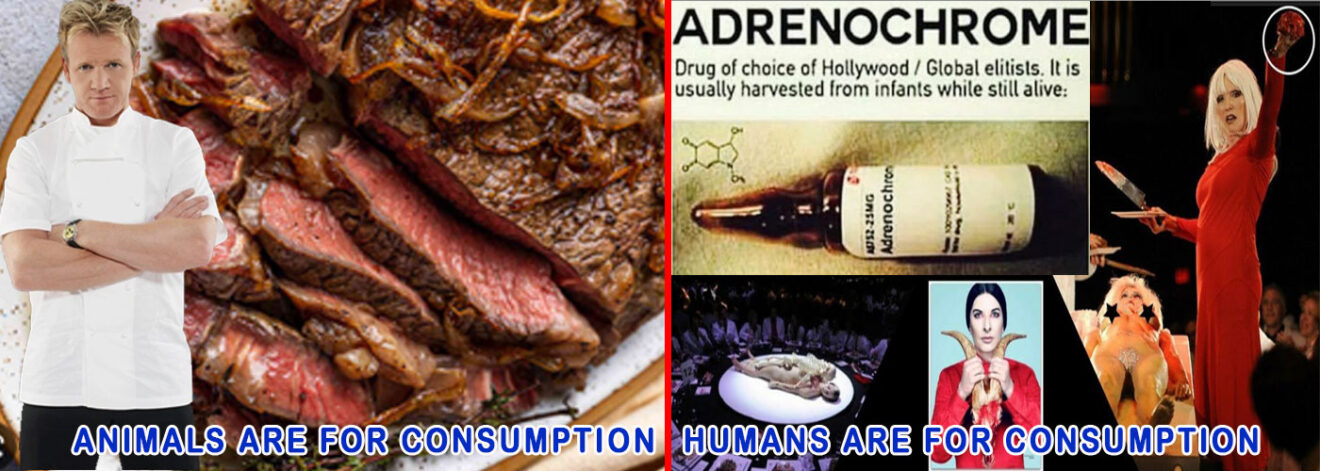 ADRENOCHROME
Drug of choice of Hollywood / Global elitists. It is
usually harvested from infants while still alive:
Adrenochrom
ANIMALS ARE FOR CONSUMPTION
HUMANS ARE FOR CONSUMPTION